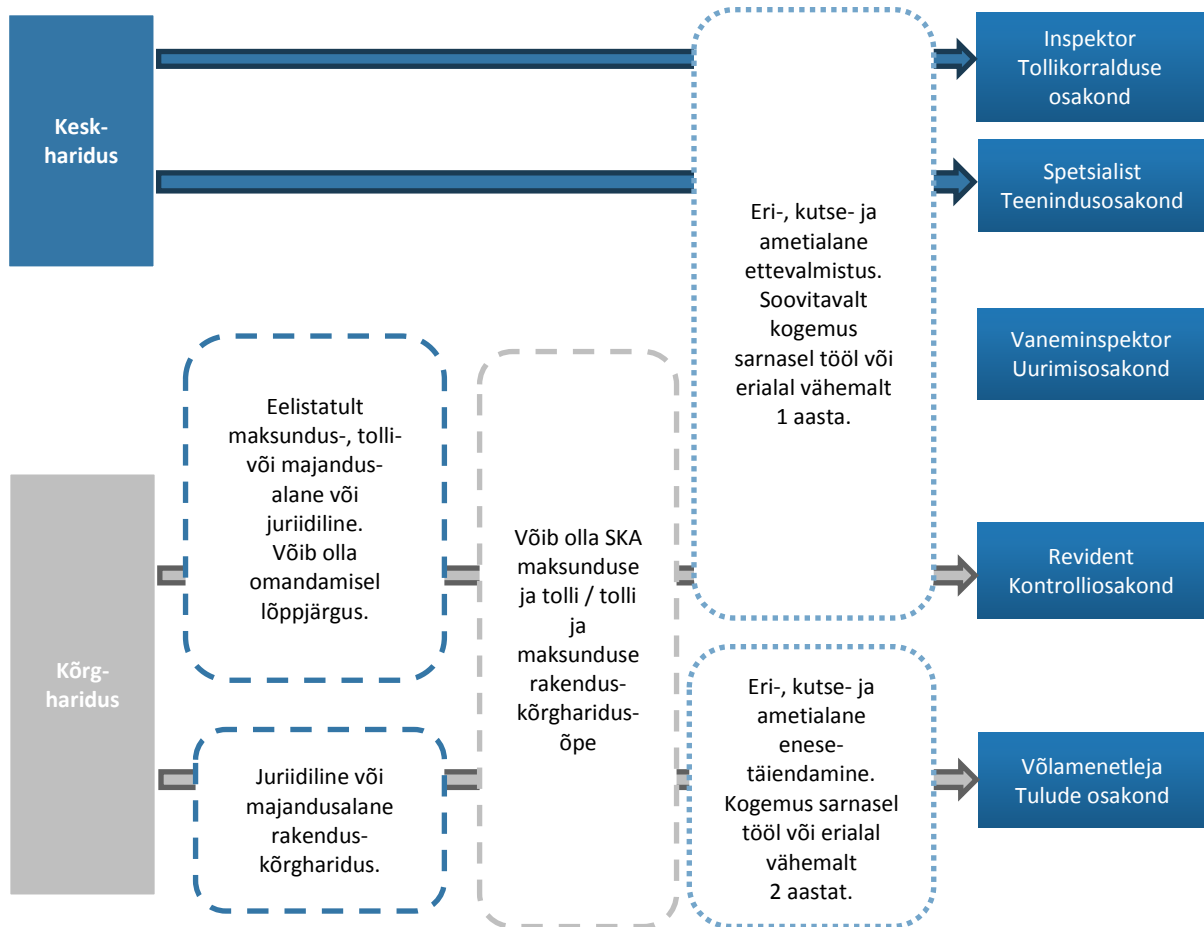 Kesk-
haridus
Inspektor
Tollikorralduse
osakond
Spetsialist
Teenindusosakond
Eri-, kutse- ja
ametialane
ettevalmistus.
Soovitavalt
kogemus
sarnasel tööl või
erialal vähemalt
1 aasta.
Vaneminspektor
Uurimisosakond
Kõrg-
haridus
Eelistatult
maksundus-, tolli-
või majandus-
alane või
juriidiline.
Võib olla
omandamisel
lõppjärgus.
Võib olla SKA
maksunduse
ja tolli / tolli
ja
maksunduse
rakendus-
kõrgharidus-
õpe
Revident
Kontrolliosakond
Juriidiline või
majandusalane
rakendus-
kõrgharidus.
Eri-, kutse- ja
ametialane
enese-
täiendamine.
Kogemus sarnasel
tööl või erialal
vähemalt
2 aastat.
Võlamenetleja
Tulude osakond